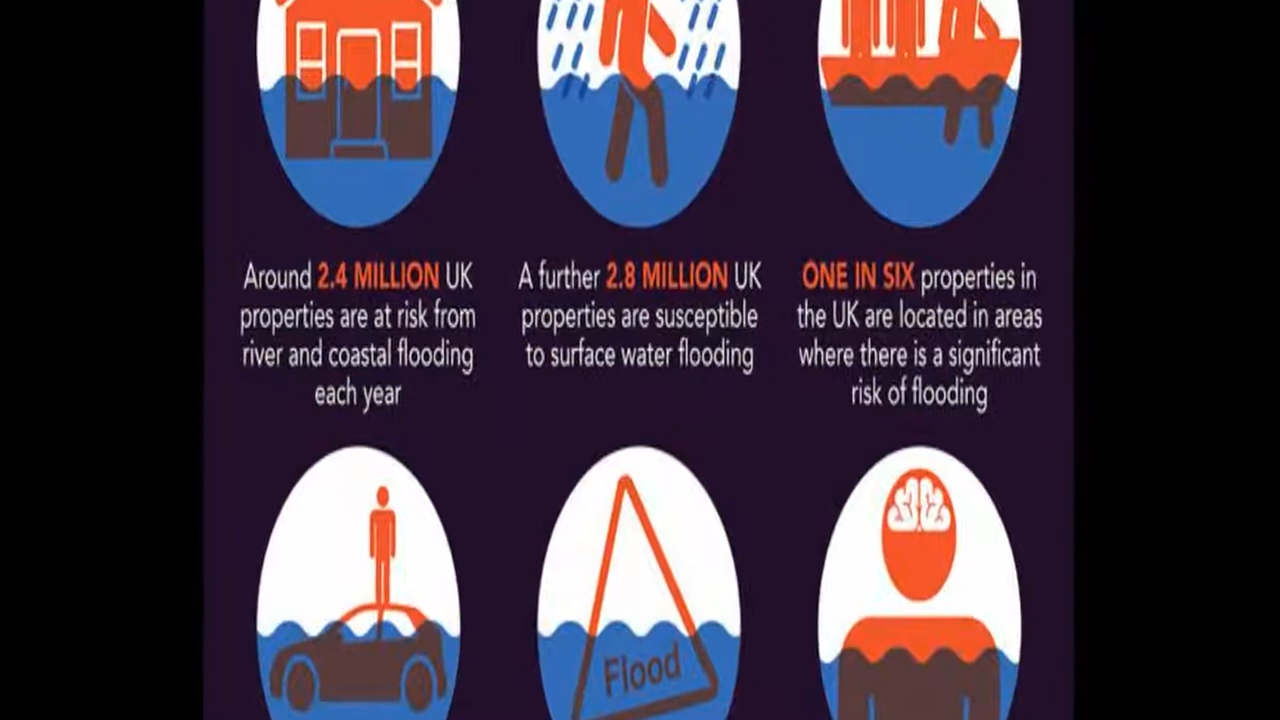 Around 2.4 MILLION UK
properties are at risk from
river and coastal flooding
each year
A further 2.8 MILLION UK
properties are susceptible
to surface water flooding
ONE IN SIX properties in
the UK are located in areas
where there is a significant
risk of flooding
Flood